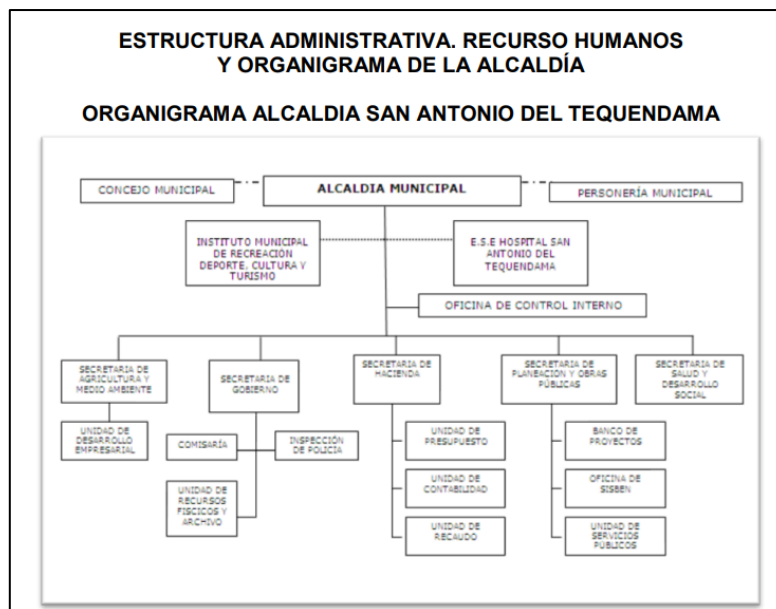 ESTRUCTURA ADMINISTRATIVA. RECURSO HUMANOS
Y ORGANIGRAMA DE LA ALCALDÍA
ORGANIGRAMA ALCALDIA SAN ANTONIO DEL TEQUENDAMA
CONCEJO MUNICIPAL
ALCALDIA MUNICIPAL
PERSONERÍA MUNICIPAL
INSTITUTO MUNICIPAL
DE RECREACIÓN
DEPORTE, CULTURA Y
TURISMO
E.S.E HOSPITAL SAN
ANTONIO DEL
TEQUENDAMA
OFICINA DE CONTROL INTERNO
SECRETARIA DE
AGRICULTURA Y
MEDIO AMBIENTE
SECRETARIA DE
GOBIERNO
SECRETARIA DE
HACIENDA
SECRETARIA DE
PLANEACIÓN Y OBRAS
PÚBLICAS
SECRETARIA DE
SALUD Y
DESARROLLO
SOCIAL
UNIDAD DE
DESARROLLO
EMPRESARIAL
COMISARÍA
INSPECCIÓN
DE POLICIA
UNIDAD DE
RECURSOS
FISCICOS Y
ARCHIVO
UNIDAD DE
PRESUPUESTO
UNIDAD DE
CONTABILIDAD
UNIDAD DE
RECAUDO
BANCO DE
PROYECTOS
OFICINA DE
SISBEN
UNIDAD DE
SERVICIOS
PÚBLICOS